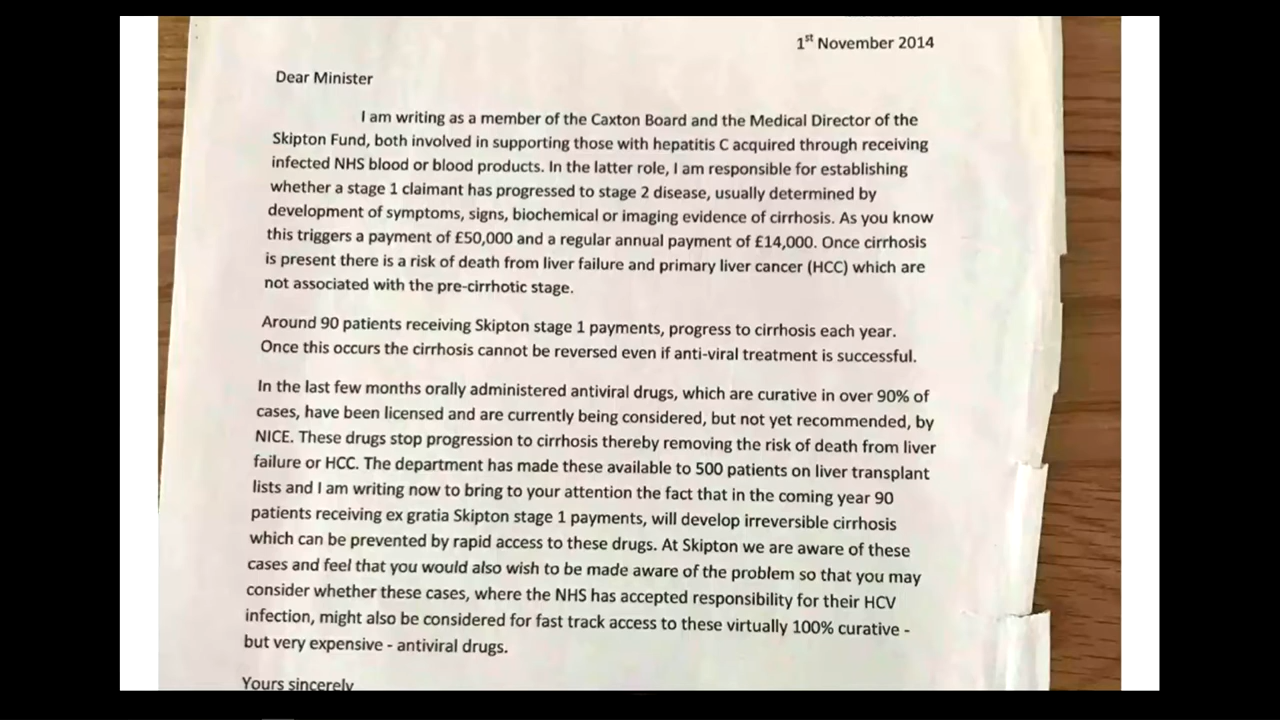 1st November 2014
Dear Minister
I am writing as a member of the Caxton Board and the Medical Director of the
Skipton Fund, both involved in supporting those with hepatitis C acquired through receiving
infected NHS blood or blood products. In the latter role, I am responsible for establishing
whether a stage 1 claimant has progressed to stage 2 disease, usually determined by
development of symptoms, signs, biochemical or imaging evidence of cirrhosis. As you know
this triggers a payment of £50,000 and a regular annual payment of £14,000. Once cirrhosis
is present there is a risk of death from liver failure and primary liver cancer (HCC) which are
not associated with the pre-cirrhotic stage.
Around 90 patients receiving Skipton stage 1 payments, progress to cirrhosis each year.
Once this occurs the cirrhosis cannot be reversed even if anti-viral treatment is successful.
In the last few months orally administered antiviral drugs, which are curative in over 90% of
cases, have been licensed and are currently being considered, but not yet recommended, by
NICE. These drugs stop progression to cirrhosis thereby removing the risk of death from liver
failure or HCC. The department has made these available to 500 patients on liver transplant
lists and I am writing now to bring to your attention the fact that in the coming year 90
patients receiving ex gratia Skipton stage 1 payments, will develop irreversible cirrhosis
which can be prevented by rapid access to these drugs. At Skipton we are aware of these
cases and feel that you would also wish to be made aware of the problem so that you may
consider whether these cases, where the NHS has accepted responsibility for their HCV
infection, might also be considered for fast track access to these virtually 100% curative -
but very expensive - antiviral drugs.
Yours sincerely